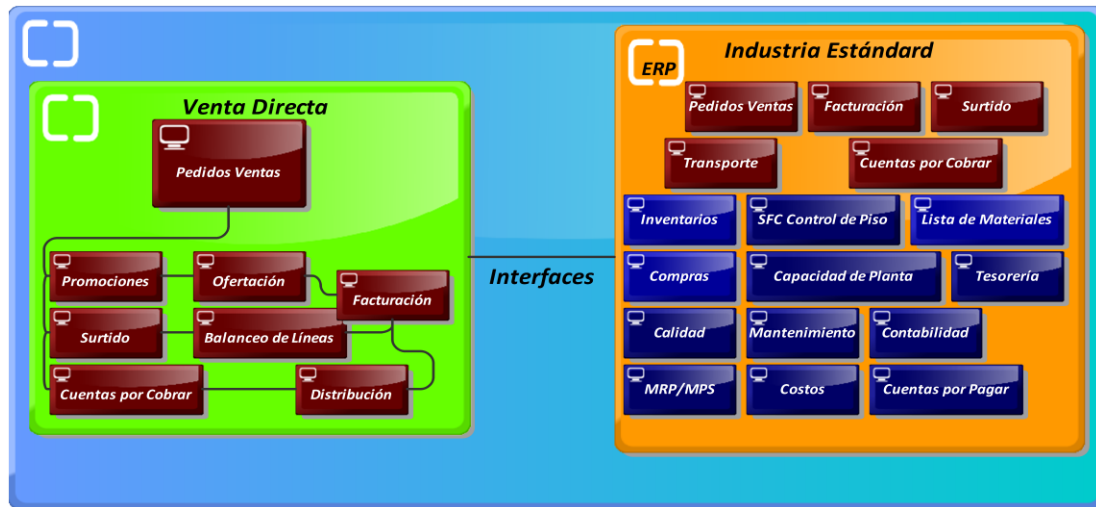 Venta Directa
Pedidos Ventas
Promociones
Ofertación
Facturación
Surtido
Balanceo de Líneas
Cuentas por Cobrar
Distribución
Interfaces
ERP
Industria Estándard
Pedidos Ventas
Facturación
Surtido
Transporte
Cuentas por Cobrar
Inventarios
SFC Control de Piso
Lista de Materiales
Compras
Capacidad de Planta
Tesorería
Calidad
Mantenimiento
Contabilidad
MRP/MPS
Costos
Cuentas por Pagar